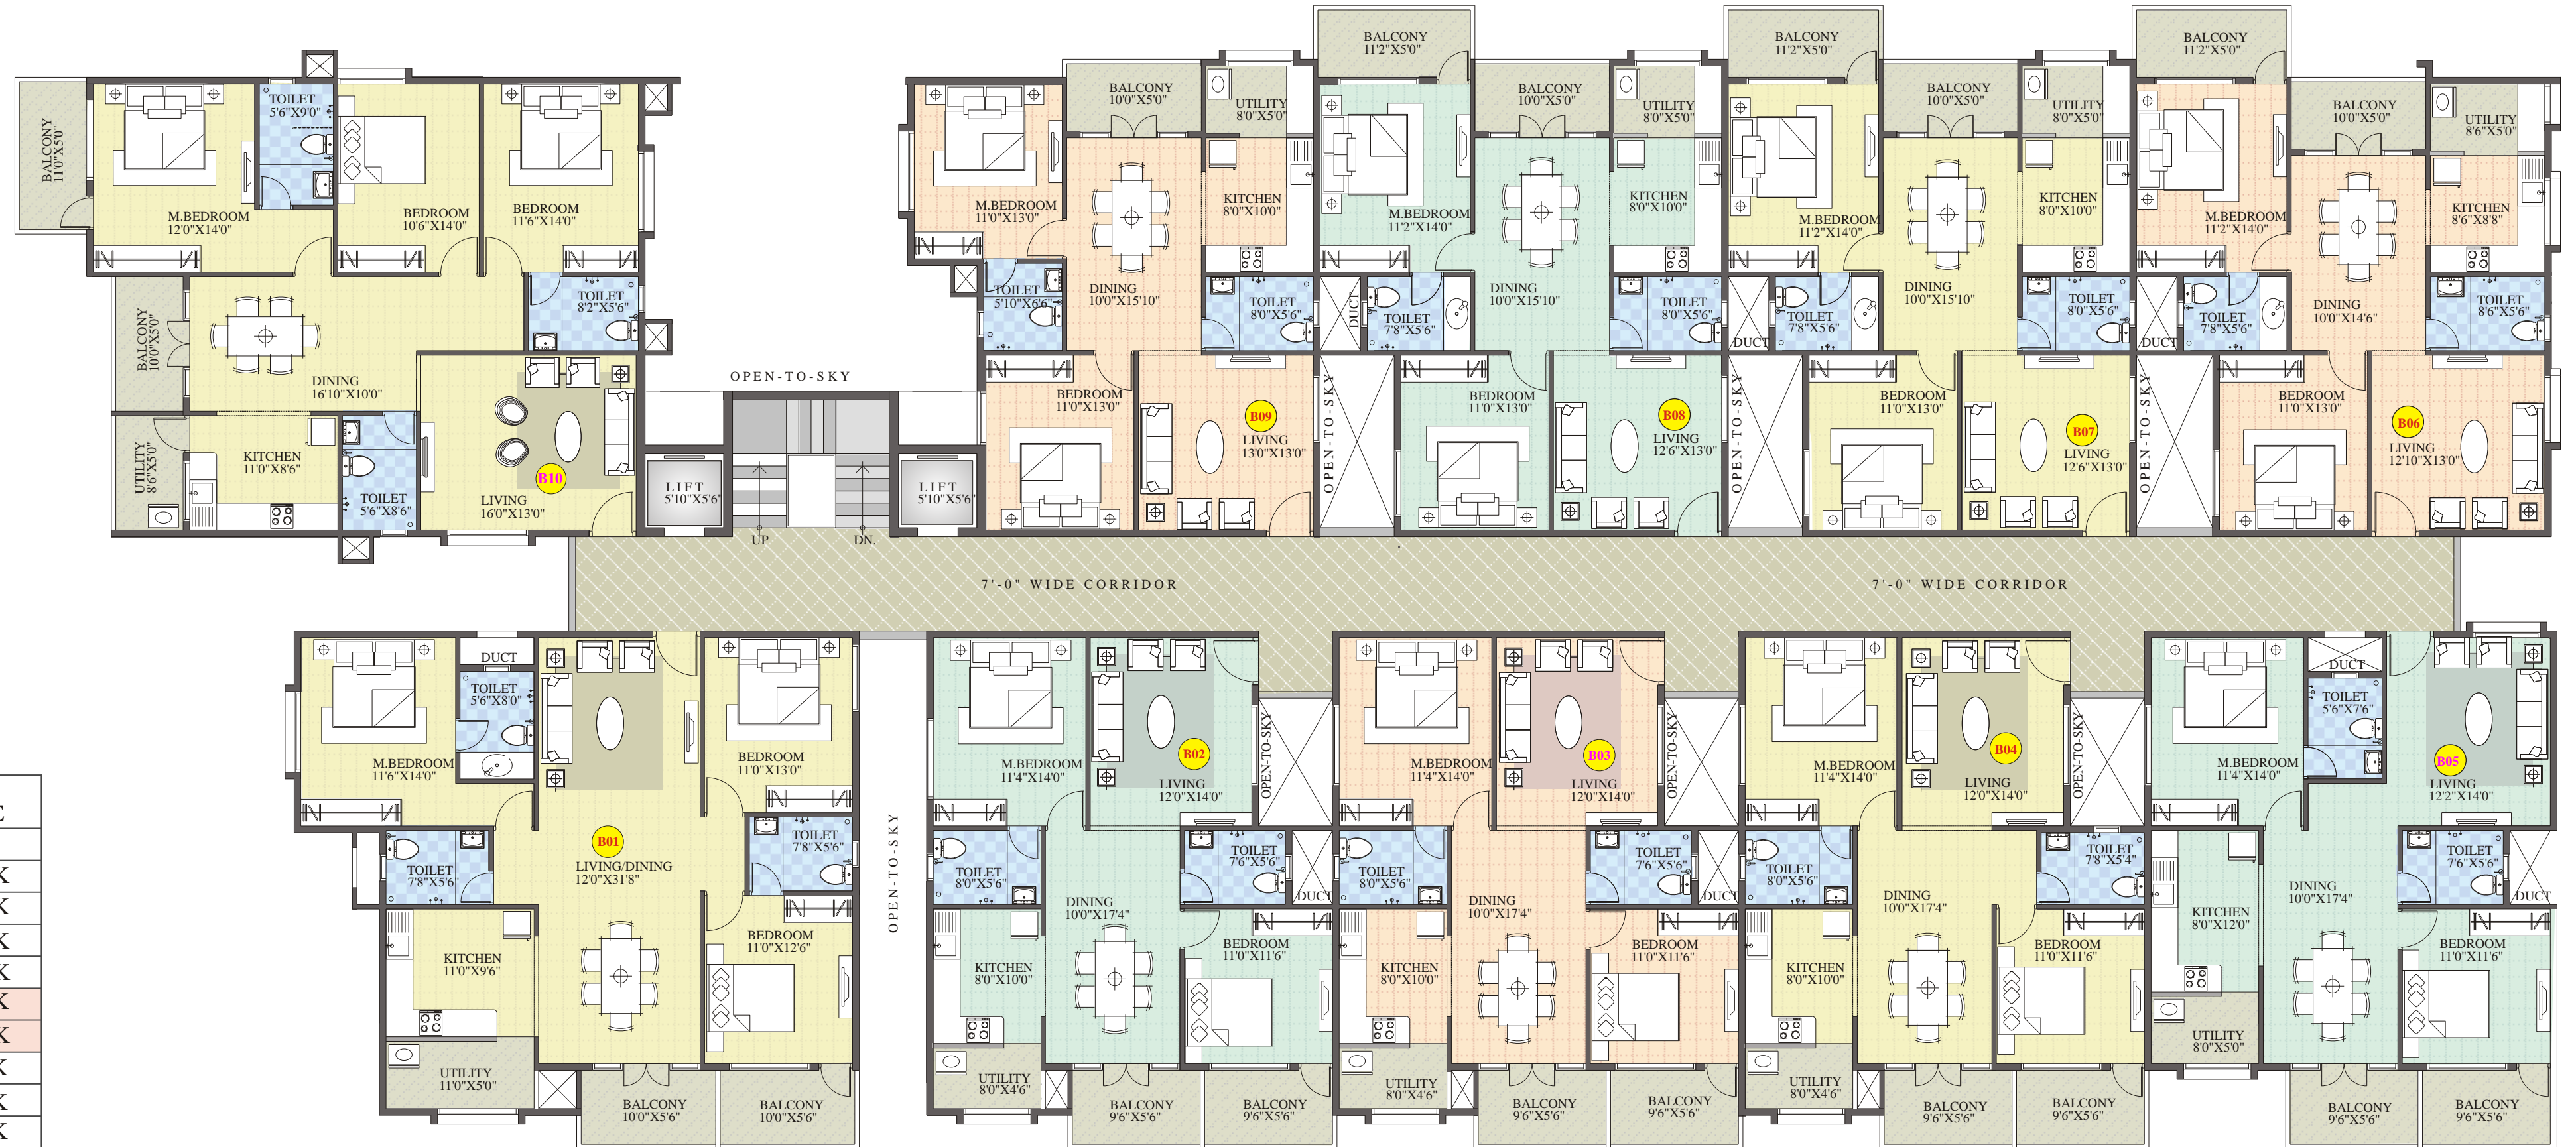 BALCONY
11'0"X5'0"
M.BEDROOM
12'0"X14'0"
TOILET
5'6"X9'0"
BEDROOM
10'6"X14'0"
BEDROOM
11'6"X14'0"
TOILET
8'2"X5'6"
BALCONY
10'0"X5'0"
DINING
16'10"X10'0"
UTILITY
8'6"X5'0"
KITCHEN
11'0"X8'6"
TOILET
5'6"X8'6"
B10
LIVING
16'0"X13'0"
OPEN-TO-SKY
LIFT
5'10"X5'6"
UP
DN.
LIFT
5'10"X5'6"
M.BEDROOM
11'0"X13'0"
BALCONY
10'0"X5'0"
UTILITY
8'0"X5'0"
KITCHEN
8'0"X10'0"
TOILET
5'10"X6'6"
DINING
10'0"X15'10"
TOILET
8'0"X5'6"
BEDROOM
11'0"X13'0"
B09
LIVING
13'0"X13'0"
DUCT
OPEN-TO-SKY
BALCONY
11'2"X5'0"
M.BEDROOM
11'2"X14'0"
BALCONY
10'0"X5'0"
UTILITY
8'0"X5'0"
KITCHEN
8'0"X10'0"
TOILET
7'8"X5'6"
DINING
10'0"X15'10"
TOILET
8'0"X5'6"
BEDROOM
11'0"X13'0"
B08
LIVING
12'6"X13'0"
DUCT
OPEN-TO-SKY
BALCONY
11'2"X5'0"
M.BEDROOM
11'2"X14'0"
BALCONY
10'0"X5'0"
UTILITY
8'0"X5'0"
KITCHEN
8'0"X10'0"
TOILET
7'8"X5'6"
DINING
10'0"X15'10"
TOILET
8'0"X5'6"
BEDROOM
11'0"X13'0"
B07
LIVING
12'6"X13'0"
DUCT
OPEN-TO-SKY
BALCONY
11'2"X5'0"
M.BEDROOM
11'2"X14'0"
BALCONY
10'0"X5'0"
UTILITY
8'6"X5'0"
KITCHEN
8'6"X8'8"
TOILET
7'8"X5'6"
DINING
10'0"X14'6"
TOILET
8'6"X5'6"
BEDROOM
11'0"X13'0"
B06
LIVING
12'10"X13'0"
7'-0" WIDE CORRIDOR
7'-0" WIDE CORRIDOR
M.BEDROOM
11'6"X14'0"
DUCT
TOILET
5'6"X8'0"
BEDROOM
11'0"X13'0"
B01
LIVING/DINING
12'0"X31'8"
TOILET
7'8"X5'6"
TOILET
7'8"X5'6"
KITCHEN
11'0"X9'6"
BEDROOM
11'0"X12'6"
UTILITY
11'0"X5'0"
BALCONY
10'0"X5'6"
BALCONY
10'0"X5'6"
OPEN-TO-SKY
M.BEDROOM
11'4"X14'0"
B02
LIVING
12'0"X14'0"
OPEN-TO-SKY
TOILET
8'0"X5'6"
DINING
10'0"X17'4"
TOILET
7'6"X5'6"
DUCT
KITCHEN
8'0"X10'0"
BEDROOM
11'0"X11'6"
UTILITY
8'0"X4'6"
BALCONY
9'6"X5'6"
BALCONY
9'6"X5'6"
M.BEDROOM
11'4"X14'0"
B03
LIVING
12'0"X14'0"
OPEN-TO-SKY
TOILET
8'0"X5'6"
DINING
10'0"X17'4"
TOILET
7'6"X5'6"
DUCT
KITCHEN
8'0"X10'0"
BEDROOM
11'0"X11'6"
UTILITY
8'0"X4'6"
BALCONY
9'6"X5'6"
BALCONY
9'6"X5'6"
M.BEDROOM
11'4"X14'0"
B04
LIVING
12'0"X14'0"
OPEN-TO-SKY
TOILET
8'0"X5'6"
DINING
10'0"X17'4"
TOILET
7'8"X5'4"
KITCHEN
8'0"X10'0"
BEDROOM
11'0"X11'6"
UTILITY
8'0"X4'6"
BALCONY
9'6"X5'6"
BALCONY
9'6"X5'6"
M.BEDROOM
11'4"X14'0"
DUCT
TOILET
5'6"X7'6"
B05
LIVING
12'2"X14'0"
KITCHEN
8'0"X12'0"
DINING
10'0"X17'4"
TOILET
7'6"X5'6"
DUCT
BEDROOM
11'0"X11'6"
UTILITY
8'0"X5'0"
BALCONY
9'6"X5'6"
BALCONY
9'6"X5'6"
E
K
K
K
K
K
K
K
K
K